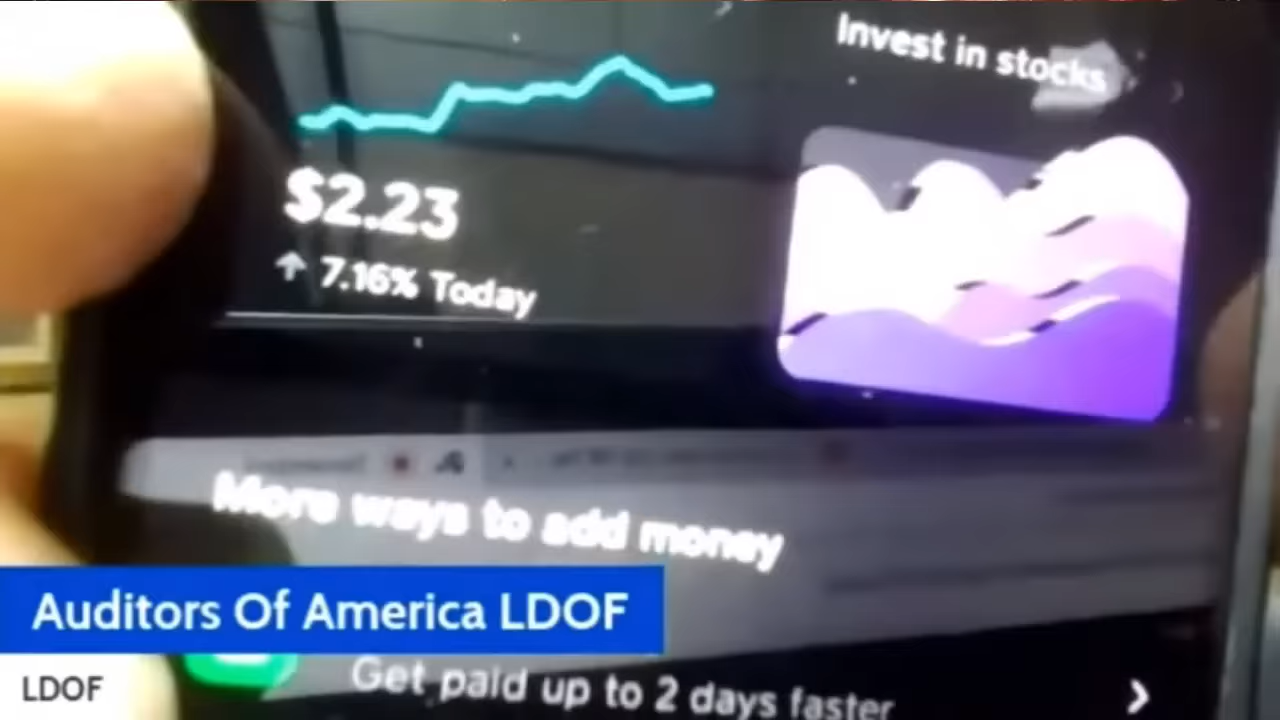 Invest in stocks
$2.23
↑ 7.16% Today
More ways to add money
Auditors Of America LDOF
LDOF
Get paid up to 2 days faster